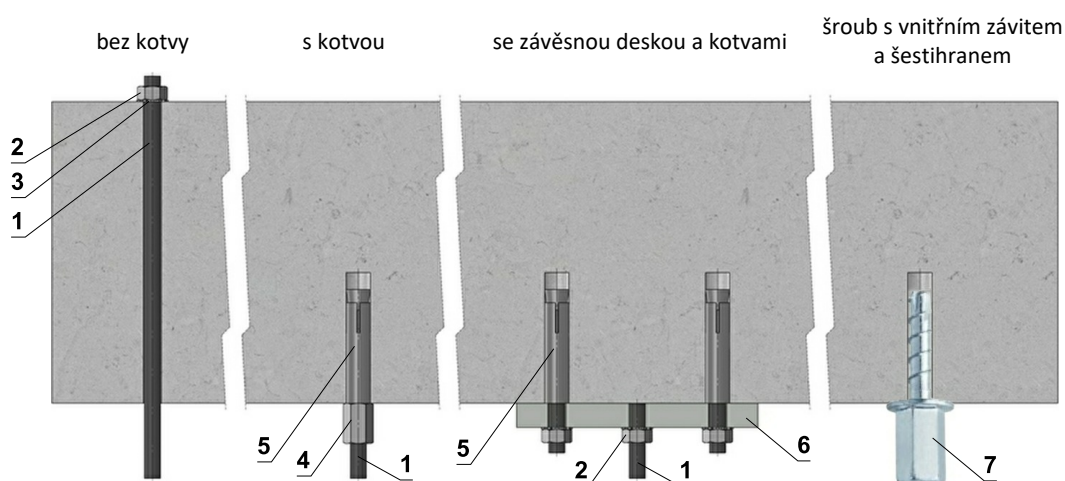 bez kotvy
s kotvou
se závěsnou deskou a kotvami
šroub s vnitřním závitem
a šestihranem
2
3
1
5
4
1
5
2
1
6
7